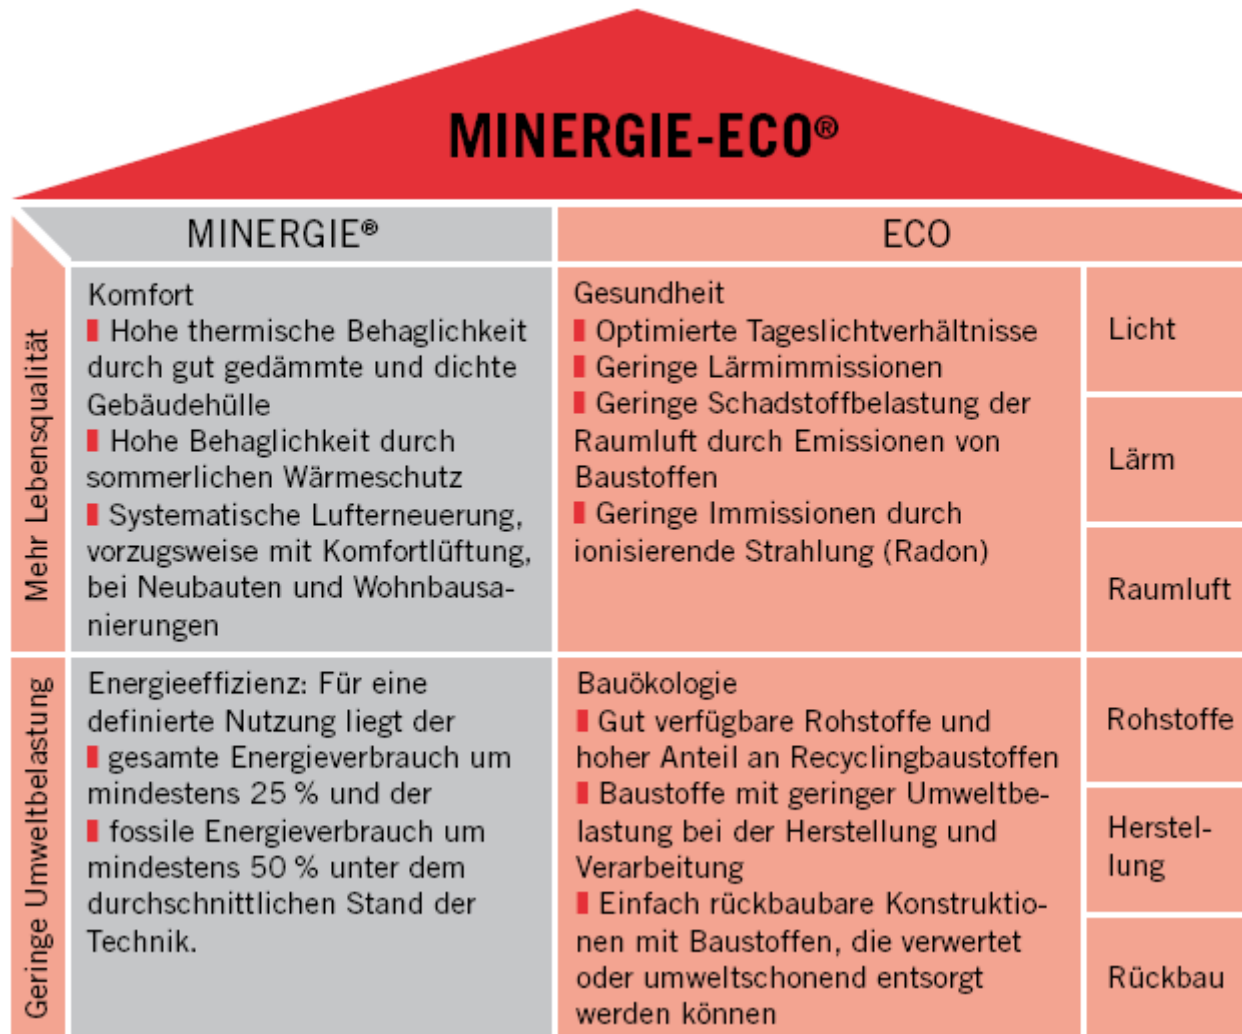 MINERGIE-ECO®
MINERGIE®
ECO
Mehr Lebensqualität
Komfort
Hohe thermische Behaglichkeit
durch gut gedämmte und dichte
Gebäudehülle
Hohe Behaglichkeit durch
sommerlichen Wärmeschutz
Systematische Lufterneuerung,
vorzugsweise mit Komfortlüftung,
bei Neubauten und Wohnbausa-
nierungen
Gesundheit
Optimierte Tageslichtverhältnisse
Geringe Lärmimmissionen
Geringe Schadstoffbelastung der
Raumluft durch Emissionen von
Baustoffen
Geringe Immissionen durch
ionisierende Strahlung (Radon)
Licht
Lärm
Raumluft
Geringe Umweltbelastung
Energieeffizienz: Für eine
definierte Nutzung liegt der
gesamte Energieverbrauch um
mindestens 25 % und der
fossile Energieverbrauch um
mindestens 50 % unter dem
durchschnittlichen Stand der
Technik.
Bauökologie
Gut verfügbare Rohstoffe und
hoher Anteil an Recyclingbaustoffen
Baustoffe mit geringer Umweltbe-
lastung bei der Herstellung und
Verarbeitung
Einfach rückbaubare Konstruktio-
nen mit Baustoffen, die verwertet
oder umweltschonend entsorgt
werden können
Rohstoffe
Herstel-
lung
Rückbau